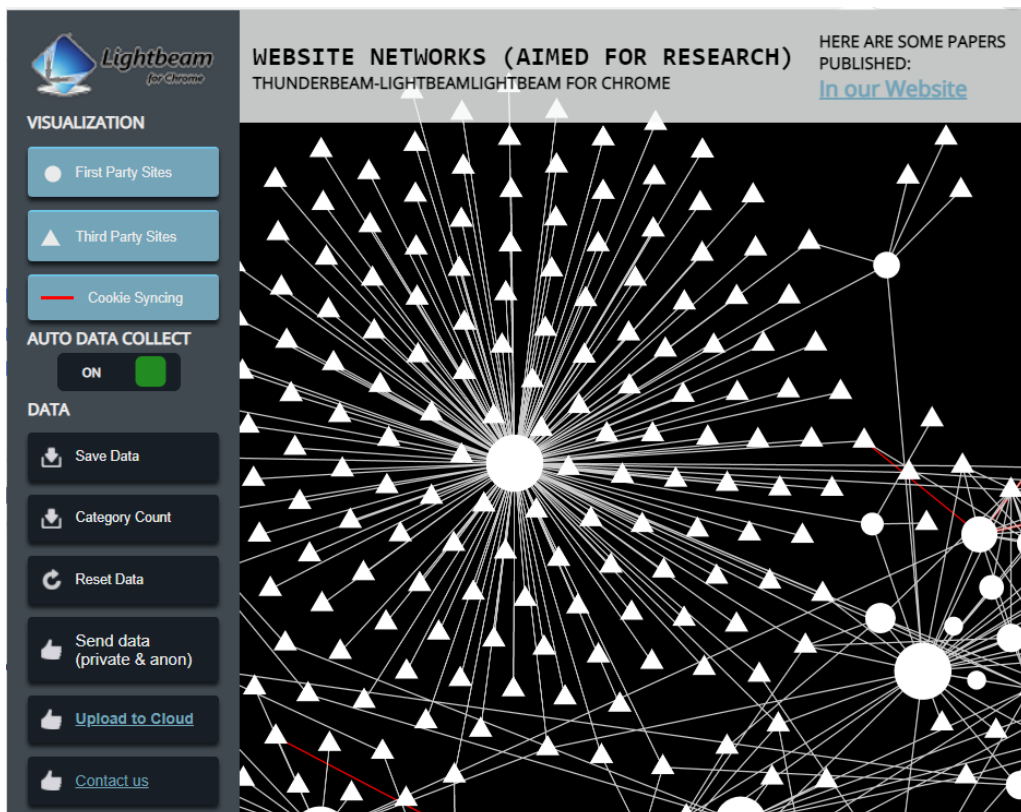 Lightbeam
for Chrome
WEBSITE NETWORKS (AIMED FOR RESEARCH)
THUNDERBEAM-LIGHTBEAMLIGHTBEAM FOR CHROME
HERE ARE SOME PAPERS
PUBLISHED:
In our Website
VISUALIZATION
First Party Sites
Third Party Sites
Cookie Syncing
AUTO DATA COLLECT
ON
DATA
Save Data
Category Count
Reset Data
Send data
(private & anon)
Upload to Cloud
Contact us